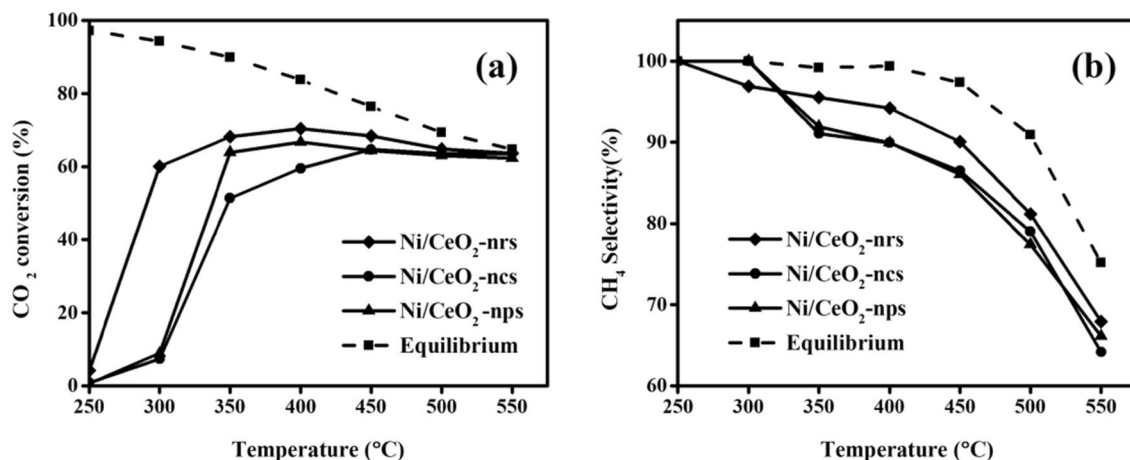 (a)
CO₂ conversion (%)
100
80
60
40
20
0
Ni/CeO₂-nrs
Ni/CeO₂-ncs
Ni/CeO₂-nps
Equilibrium
250 300 350 400 450 500 550
Temperature (°C)
(b)
CH₄ Selectivity(%)
100
90
80
70
60
Ni/CeO₂-nrs
Ni/CeO₂-ncs
Ni/CeO₂-nps
Equilibrium
250 300 350 400 450 500 550
Temperature (°C)